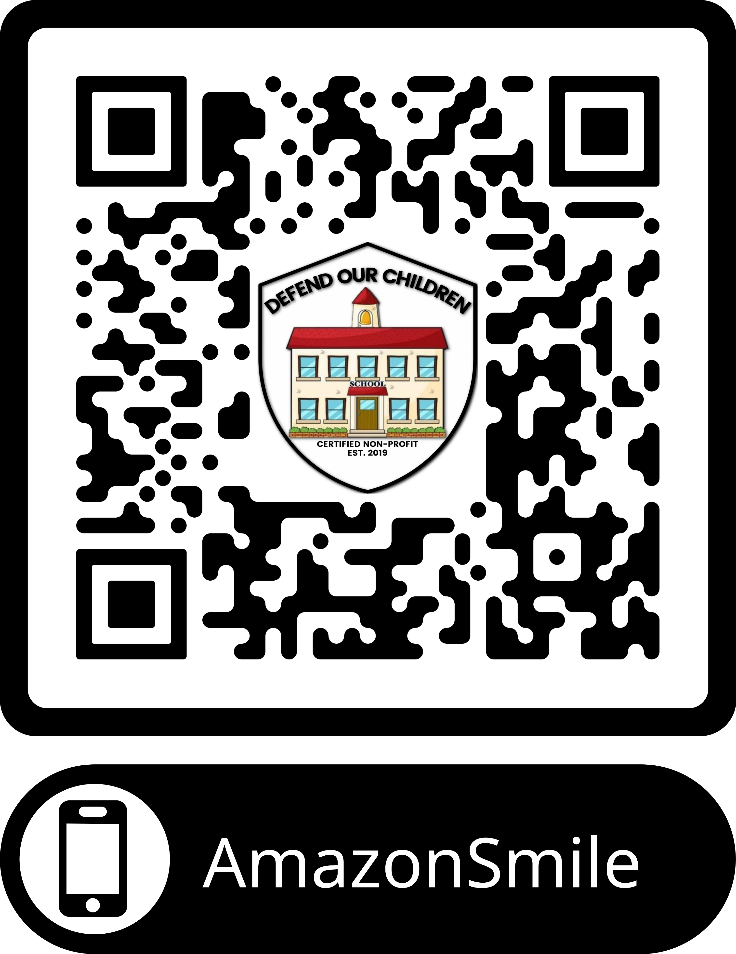 DEFEND OUR CHILDREN
SCHOOL
CERTIFIED NON-PROFIT
EST. 2019
AmazonSmile